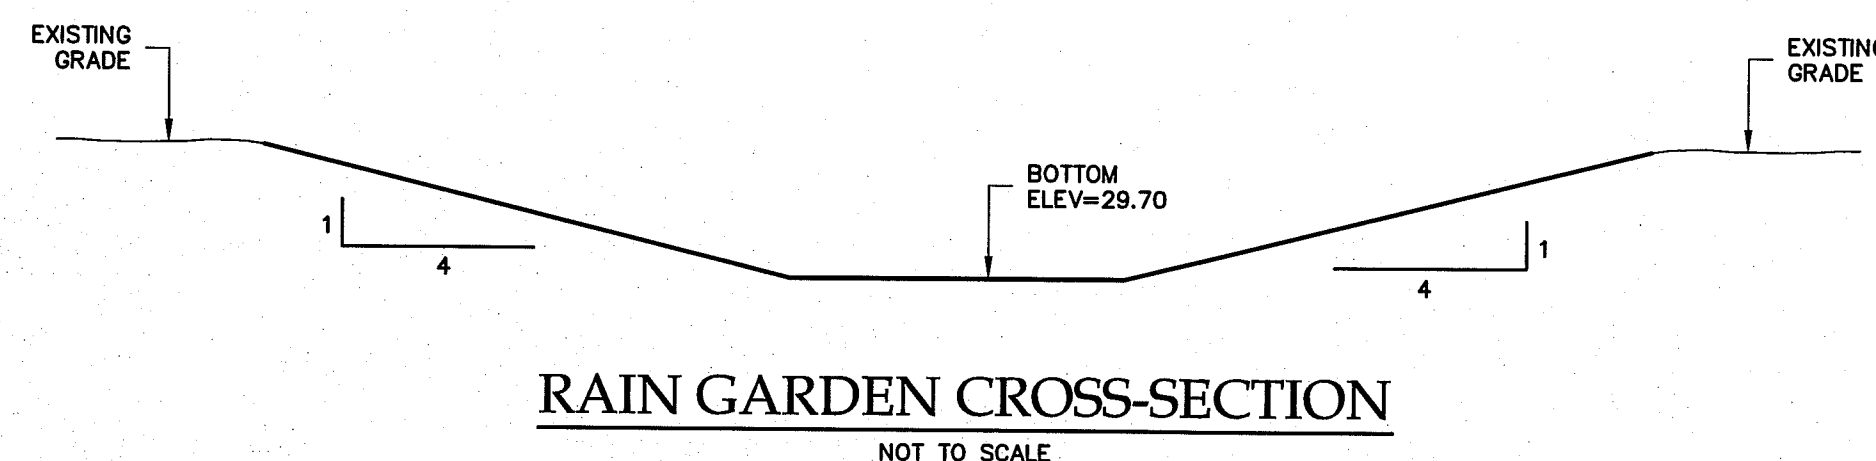 EXISTING
GRADE
EXISTING
GRADE
BOTTOM
ELEV=29.70
1
4
1
4
RAIN GARDEN CROSS-SECTION
NOT TO SCALE